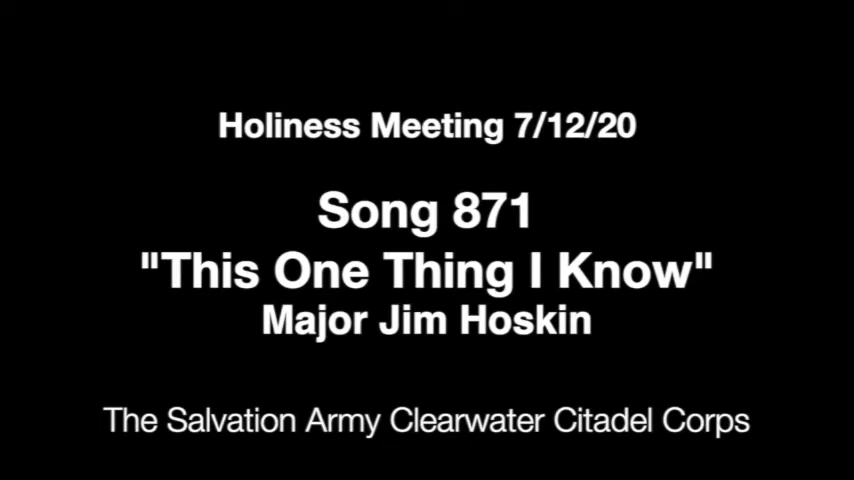 Holiness Meeting 7/12/20
Song 871
"This One Thing I Know"
Major Jim Hoskin
The Salvation Army Clearwater Citadel Corps